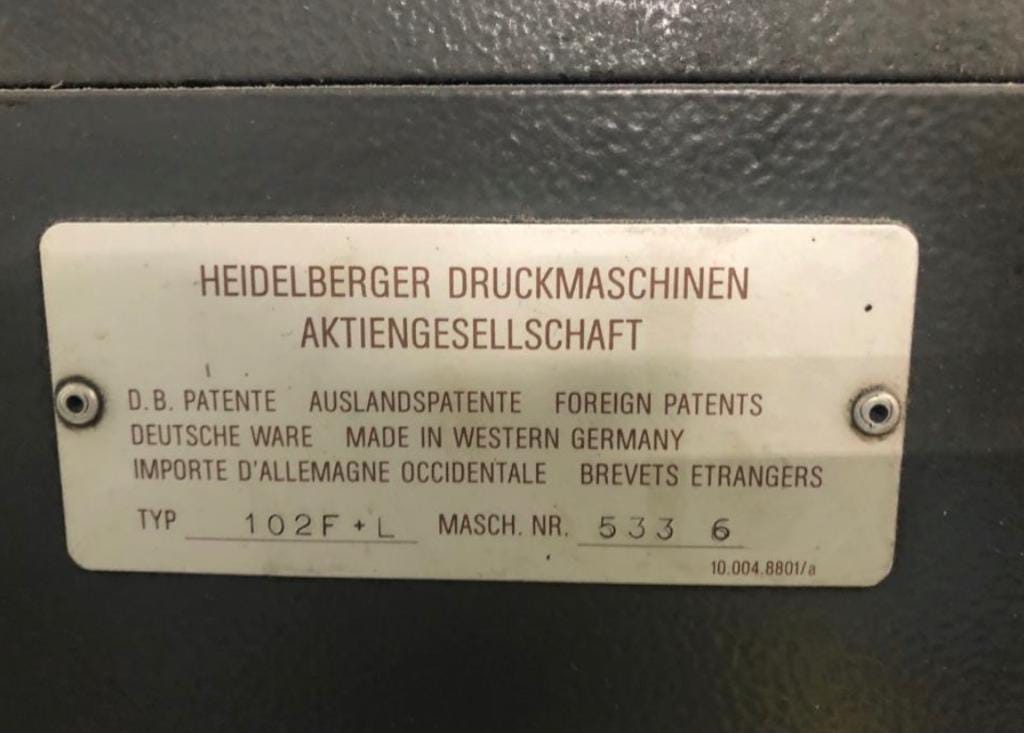 HEIDELBERGER DRUCKMASCHINEN
AKTIENGESELLSCHAFT
D.B. PATENTE AUSLANDSPATENTE FOREIGN PATENTS
DEUTSCHE WARE MADE IN WESTERN GERMANY
IMPORTE D'ALLEMAGNE OCCIDENTALE BREVETS ETRANGERS
TYP 102F+L MASCH. NR. 533 6
10.004.8801/a